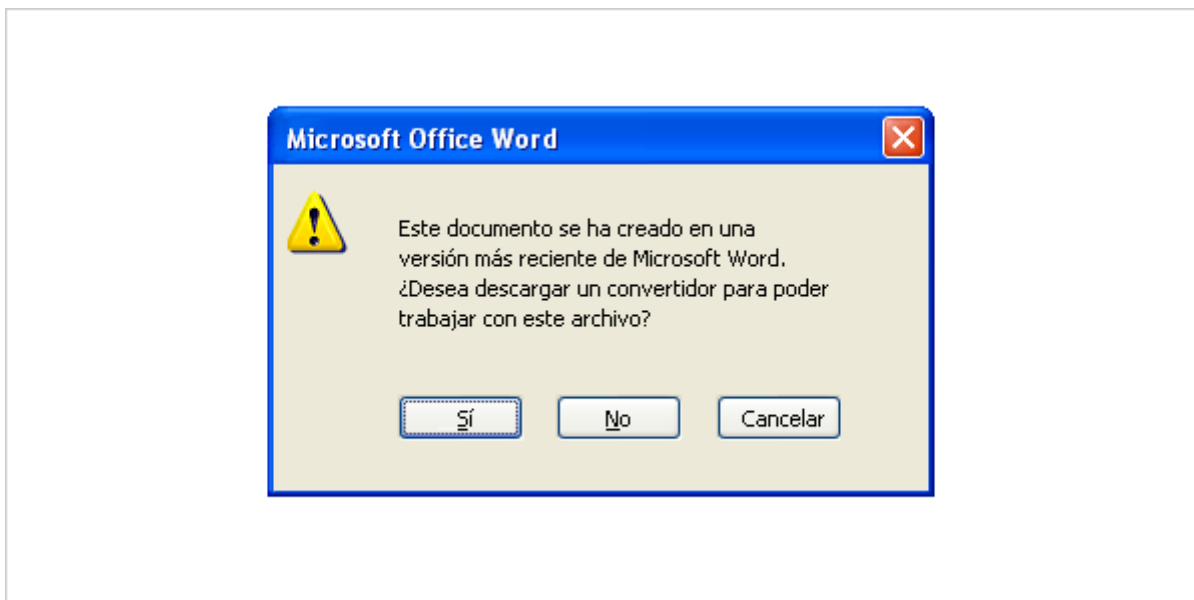 Microsoft Office Word
Este documento se ha creado en una
versión más reciente de Microsoft Word.
¿Desea descargar un convertidor para poder
trabajar con este archivo?
Sí
No
Cancelar